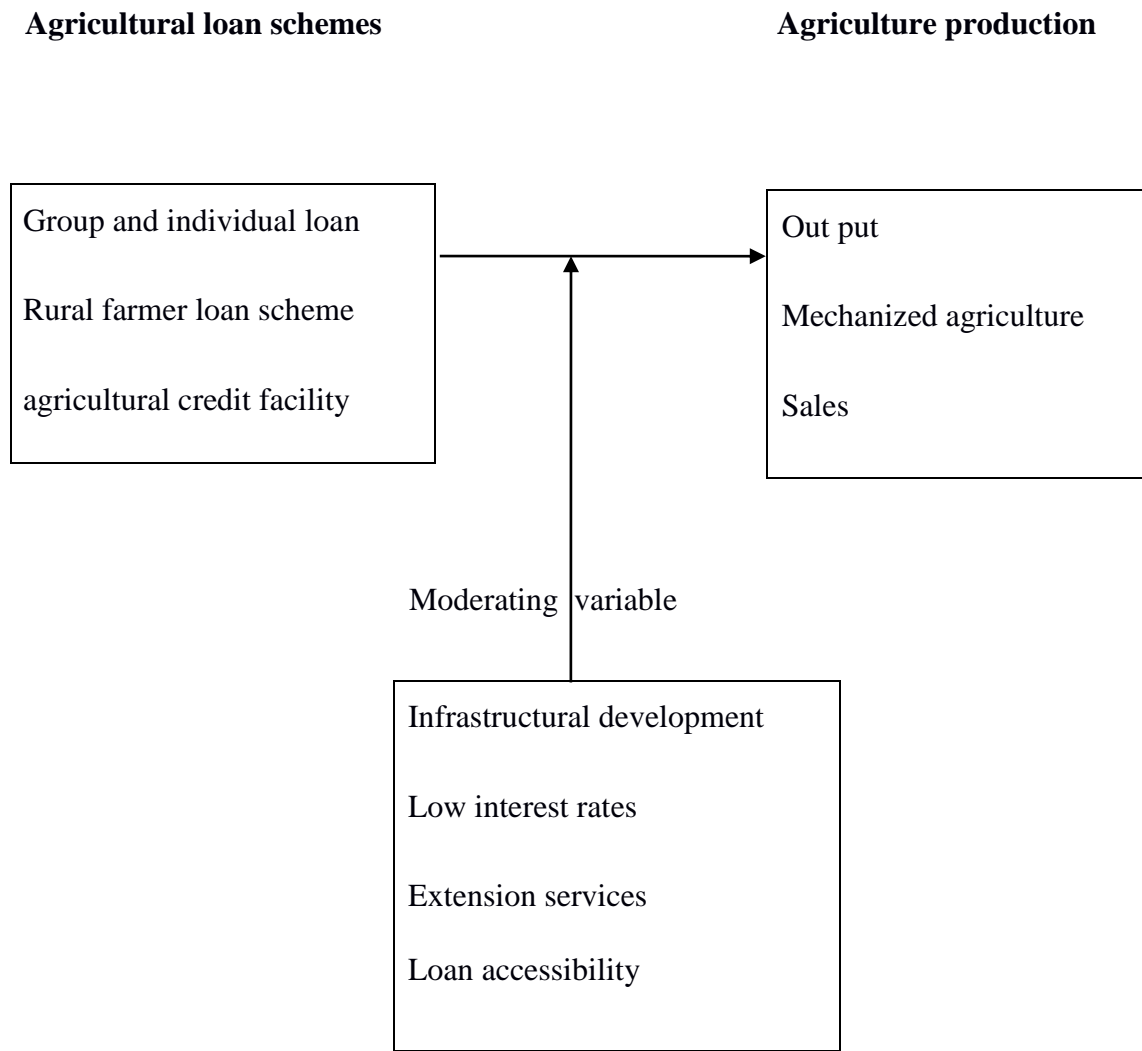 Agricultural loan schemes
Agriculture production
Group and individual loan
Rural farmer loan scheme
agricultural credit facility
Out put
Mechanized agriculture
Sales
Moderating variable
Infrastructural development
Low interest rates
Extension services
Loan accessibility